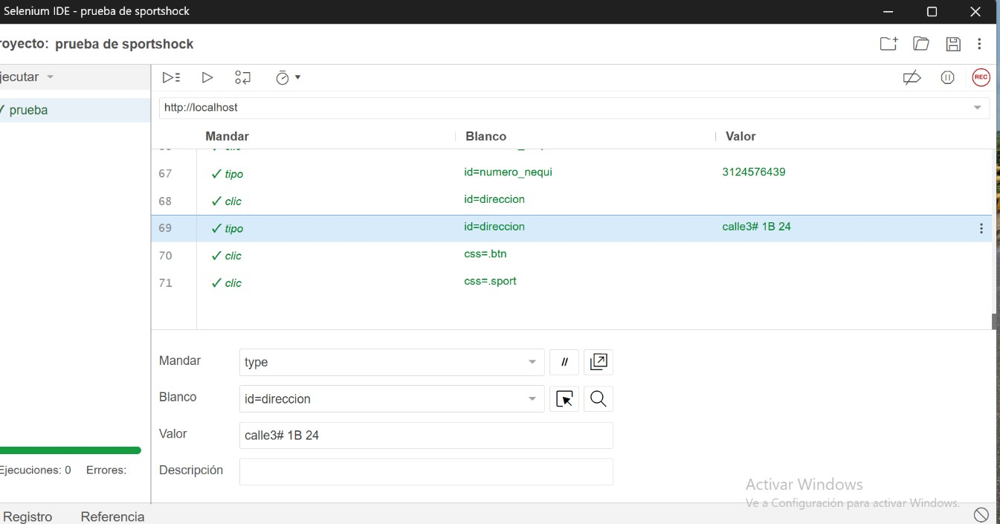 Selenium IDE - prueba de sportshock
royecto: prueba de sportshock
jecutar
prueba
http://localhost
Mandar Blanco Valor
67 tipo id=numero_nequi 3124576439
68 clic id=direccion
69 tipo id=direccion calle3# 1B 24
70 clic css=.btn
71 clic css=.sport
Mandar type //
Blanco id=direccion
Valor calle3# 1B 24
Descripción
Ejecuciones: 0 Errores:
Registro Referencia
REC
Activar Windows
Ve a Configuración para activar Windows.